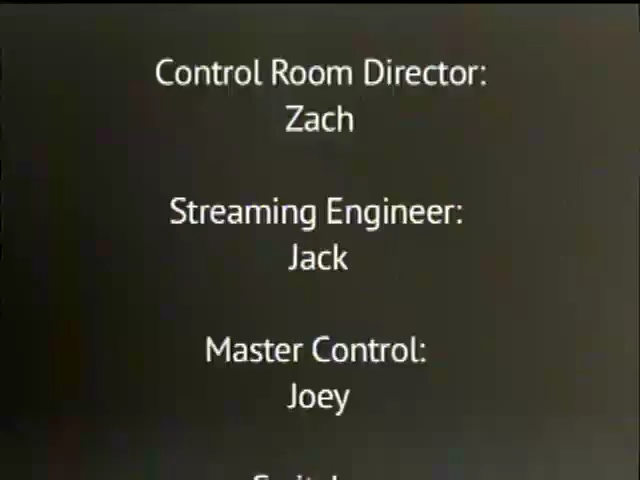 Control Room Director:
Zach
Streaming Engineer:
Jack
Master Control:
Joey